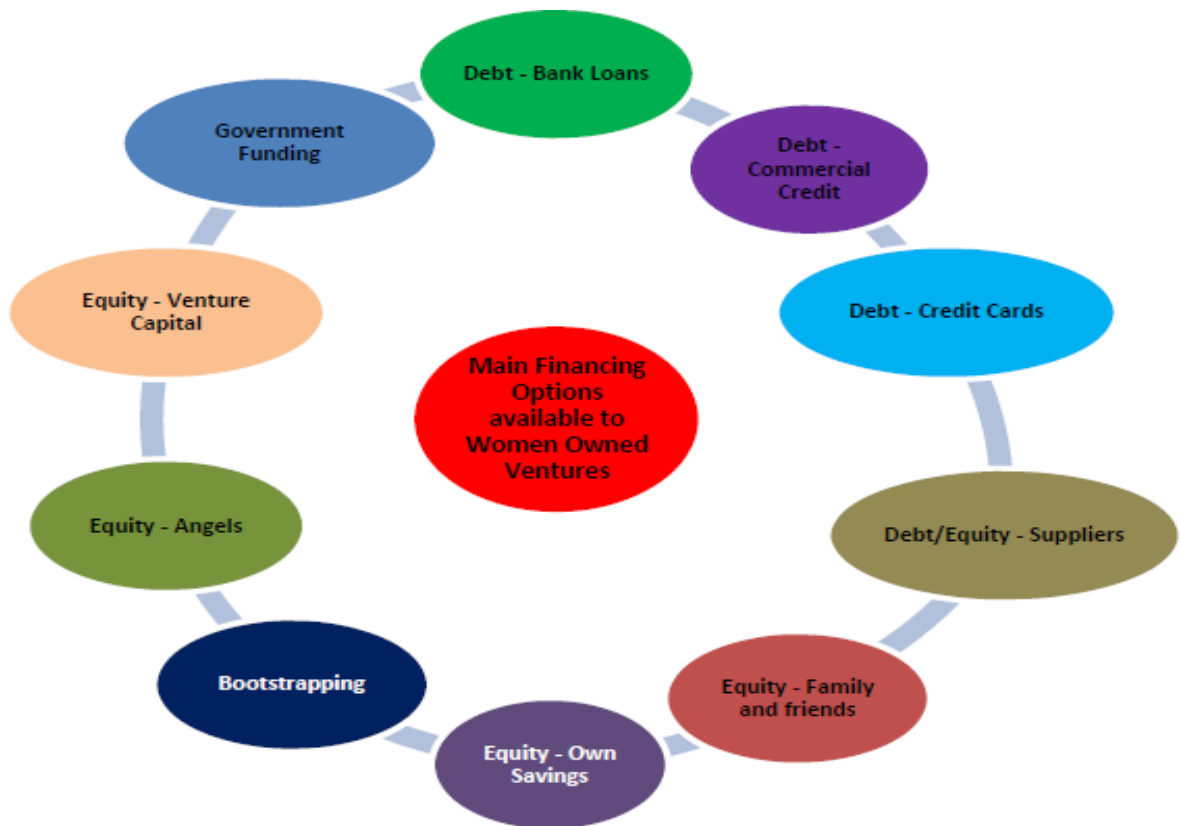 Debt - Bank Loans
Government
Funding
Debt -
Commercial
Credit
Equity - Venture
Capital
Debt - Credit Cards
Main Financing
Options
available to
Women Owned
Ventures
Equity - Angels
Debt/Equity - Suppliers
Bootstrapping
Equity - Family
and friends
Equity - Own
Savings